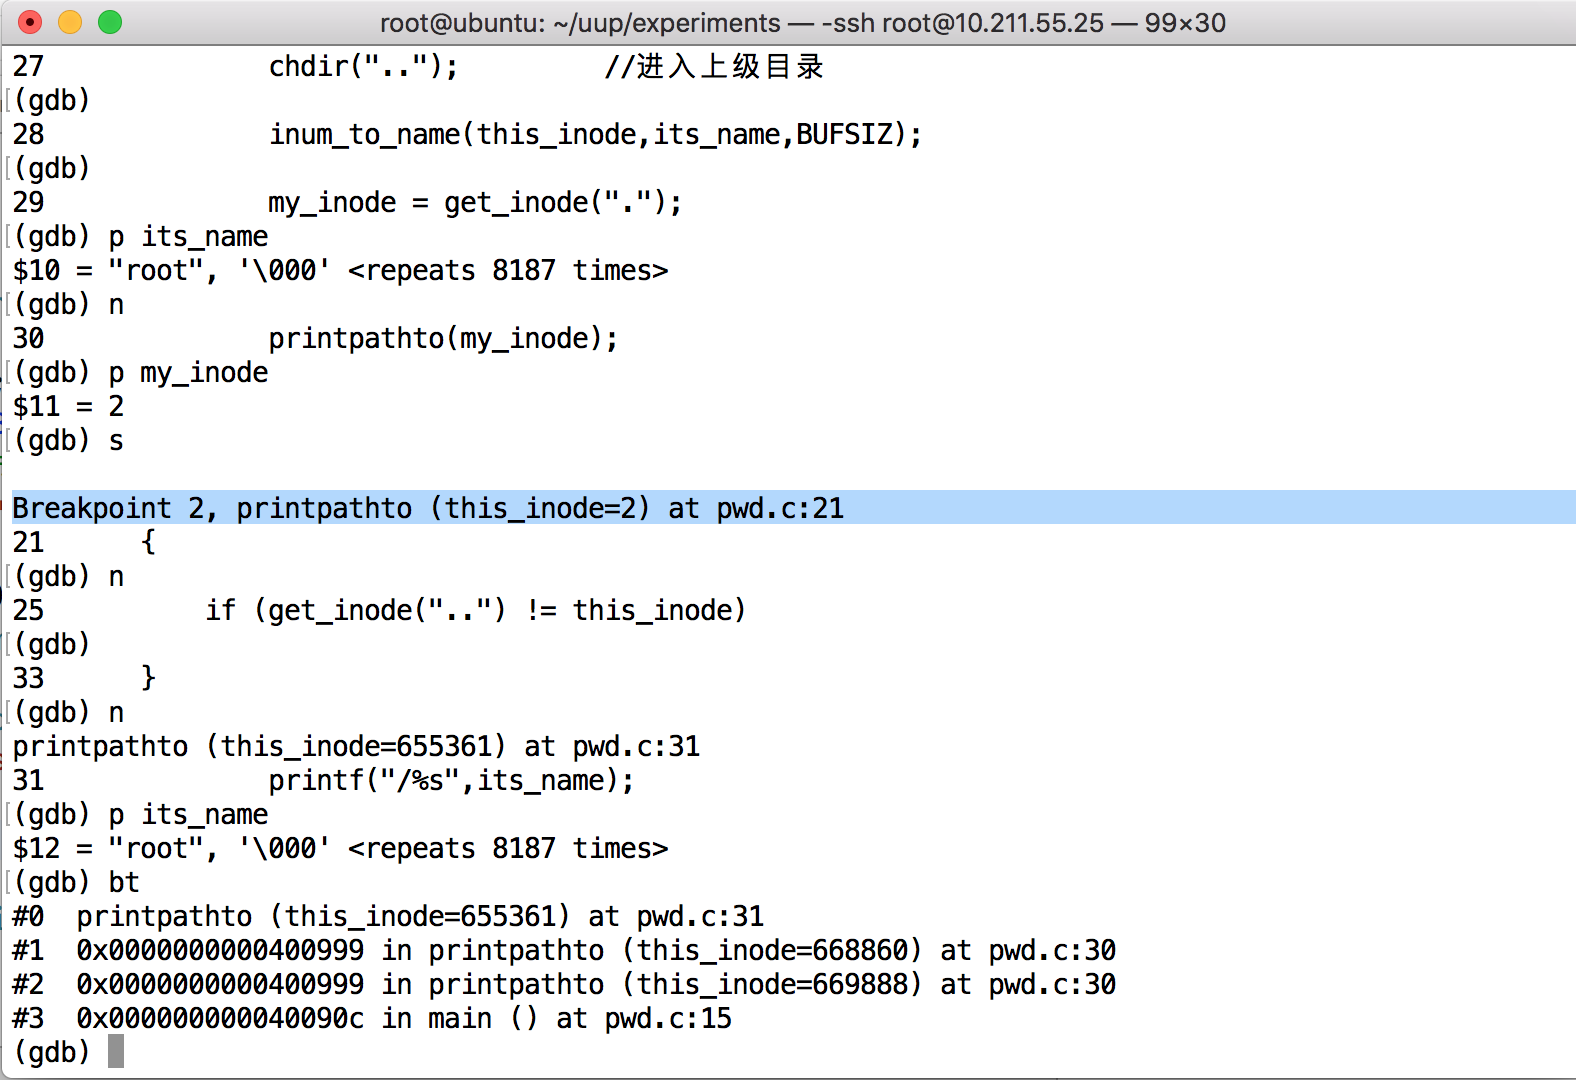 root@ubuntu: ~/uup/experiments — -ssh root@10.211.55.25 — 99×30
27              chdir("..");         //进入上级目录
(gdb)
28              inum_to_name(this_inode,its_name,BUFSIZ);
(gdb)
29              my_inode = get_inode(".");
(gdb) p its_name
$10 = "root", '\000' <repeats 8187 times>
(gdb) n
30              printpathto(my_inode);
(gdb) p my_inode
$11 = 2
(gdb) s
Breakpoint 2, printpathto (this_inode=2) at pwd.c:21
21      {
(gdb) n
25          if (get_inode("..") != this_inode)
(gdb)
33      }
(gdb) n
printpathto (this_inode=655361) at pwd.c:31
31              printf("/%s",its_name);
(gdb) p its_name
$12 = "root", '\000' <repeats 8187 times>
(gdb) bt
#0  printpathto (this_inode=655361) at pwd.c:31
#1  0x0000000000400999 in printpathto (this_inode=668860) at pwd.c:30
#2  0x0000000000400999 in printpathto (this_inode=669888) at pwd.c:30
#3  0x000000000040090c in main () at pwd.c:15
(gdb)